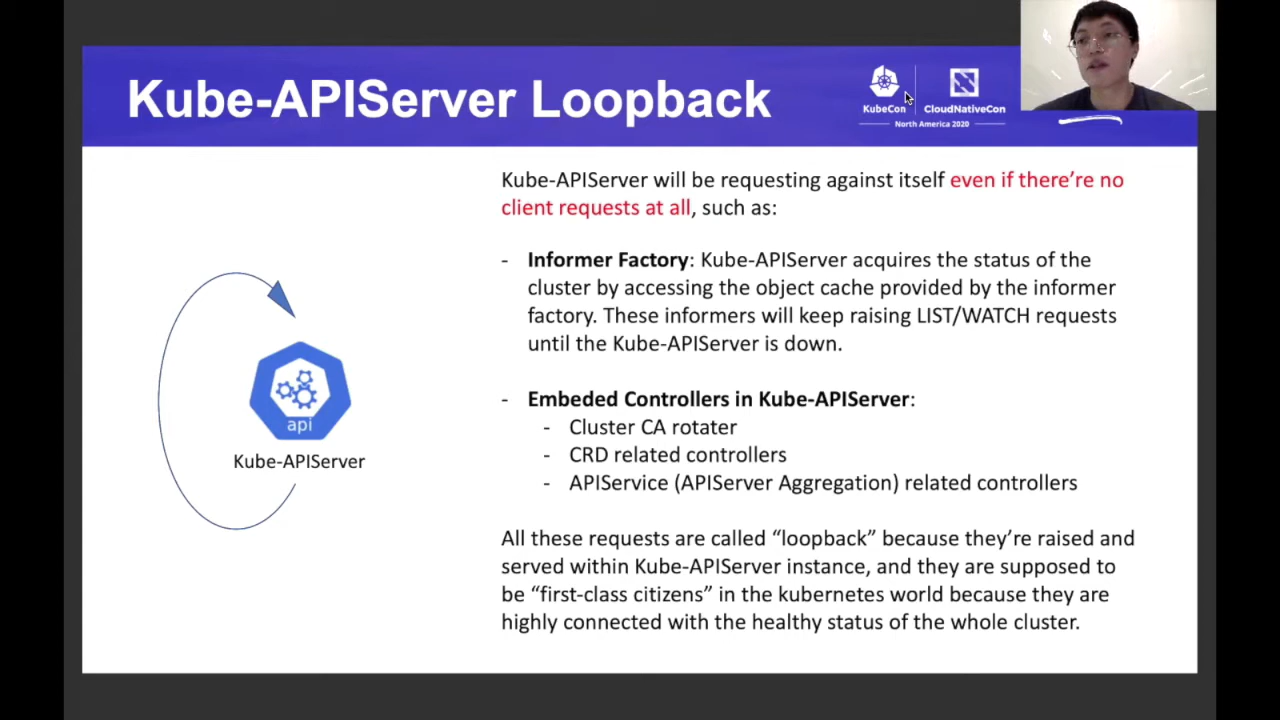 Kube-APIServer Loopback
KubeCon
CloudNativeCon
North America 2020
Kube-APIServer will be requesting against itself even if there're no
client requests at all, such as:
- Informer Factory: Kube-APIServer acquires the status of the
cluster by accessing the object cache provided by the informer
factory. These informers will keep raising LIST/WATCH requests
until the Kube-APIServer is down.
- Embeded Controllers in Kube-APIServer:
- Cluster CA rotater
- CRD related controllers
- APIService (APIServer Aggregation) related controllers
All these requests are called “loopback” because they're raised and
served within Kube-APIServer instance, and they are supposed to
be “first-class citizens” in the kubernetes world because they are
highly connected with the healthy status of the whole cluster.
api
Kube-APIServer